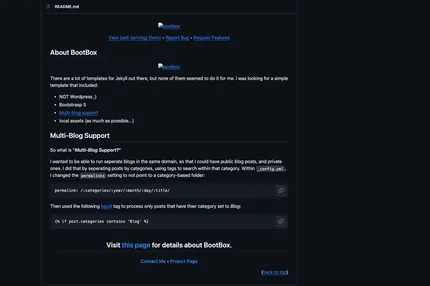 README.md
bootbox
View (self-serving) Demo • Report Bug • Request Features
About BootBox
bootbox
There are a lot of templates for Jekyll out there, but none of them seemed to do it for me. I was looking for a simple
template that included:
• NOT Wordpress ;)
• Bootstrasp 5
• Multi-blog support
• local assets (as much as possible...)
Multi-Blog Support
So what is "Multi-Blog Support?"
I wanted to be able to run seperate blogs in the same domain, so that I could have public blog posts, and private
ones. I did that by seperating posts by categories, using tags to search within that category. Within _config.yml,
I changed the permalinks setting to not point to a category-based folder:
permalink: /:categories/:year/:month/:day/:title/
Then used the following liquid tag to process only posts that have thier category set to Blog:
{% if post.categories contains 'Blog' %}
Visit this page for details about BootBox.
Contact Me • Project Page
(back to top)